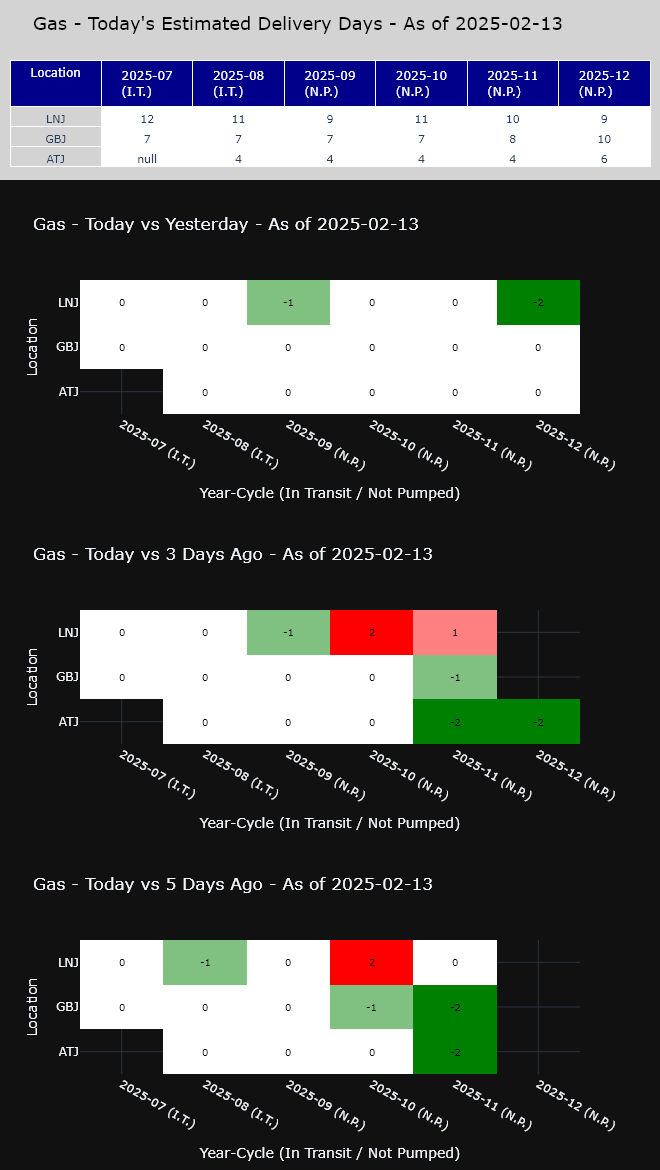 Gas - Today's Estimated Delivery Days - As of 2025-02-13
Location 2025-07 (I.T.) 2025-08 (I.T.) 2025-09 (N.P.) 2025-10 (N.P.) 2025-11 (N.P.) 2025-12 (N.P.)
LNJ 12 11 9 11 10 9
GBJ 7 7 7 7 8 10
ATJ null 4 4 4 4 6
Gas - Today vs Yesterday - As of 2025-02-13
Location
LNJ 0 0 -1 0 0 -2
GBJ 0 0 0 0 0 0
ATJ 0 0 0 0 0
2025-07 (I.T.) 2025-08 (I.T.) 2025-09 (N.P.) 2025-10 (N.P.) 2025-11 (N.P.) 2025-12 (N.P.)
Year-Cycle (In Transit / Not Pumped)
Gas - Today vs 3 Days Ago - As of 2025-02-13
Location
LNJ 0 0 -1 2 1
GBJ 0 0 0 0 -1
ATJ 0 0 0 -2 -2
2025-07 (I.T.) 2025-08 (I.T.) 2025-09 (N.P.) 2025-10 (N.P.) 2025-11 (N.P.) 2025-12 (N.P.)
Year-Cycle (In Transit / Not Pumped)
Gas - Today vs 5 Days Ago - As of 2025-02-13
Location
LNJ 0 -1 0 2 0
GBJ 0 0 0 -1 -2
ATJ 0 0 0 -2
2025-07 (I.T.) 2025-08 (I.T.) 2025-09 (N.P.) 2025-10 (N.P.) 2025-11 (N.P.) 2025-12 (N.P.)
Year-Cycle (In Transit / Not Pumped)